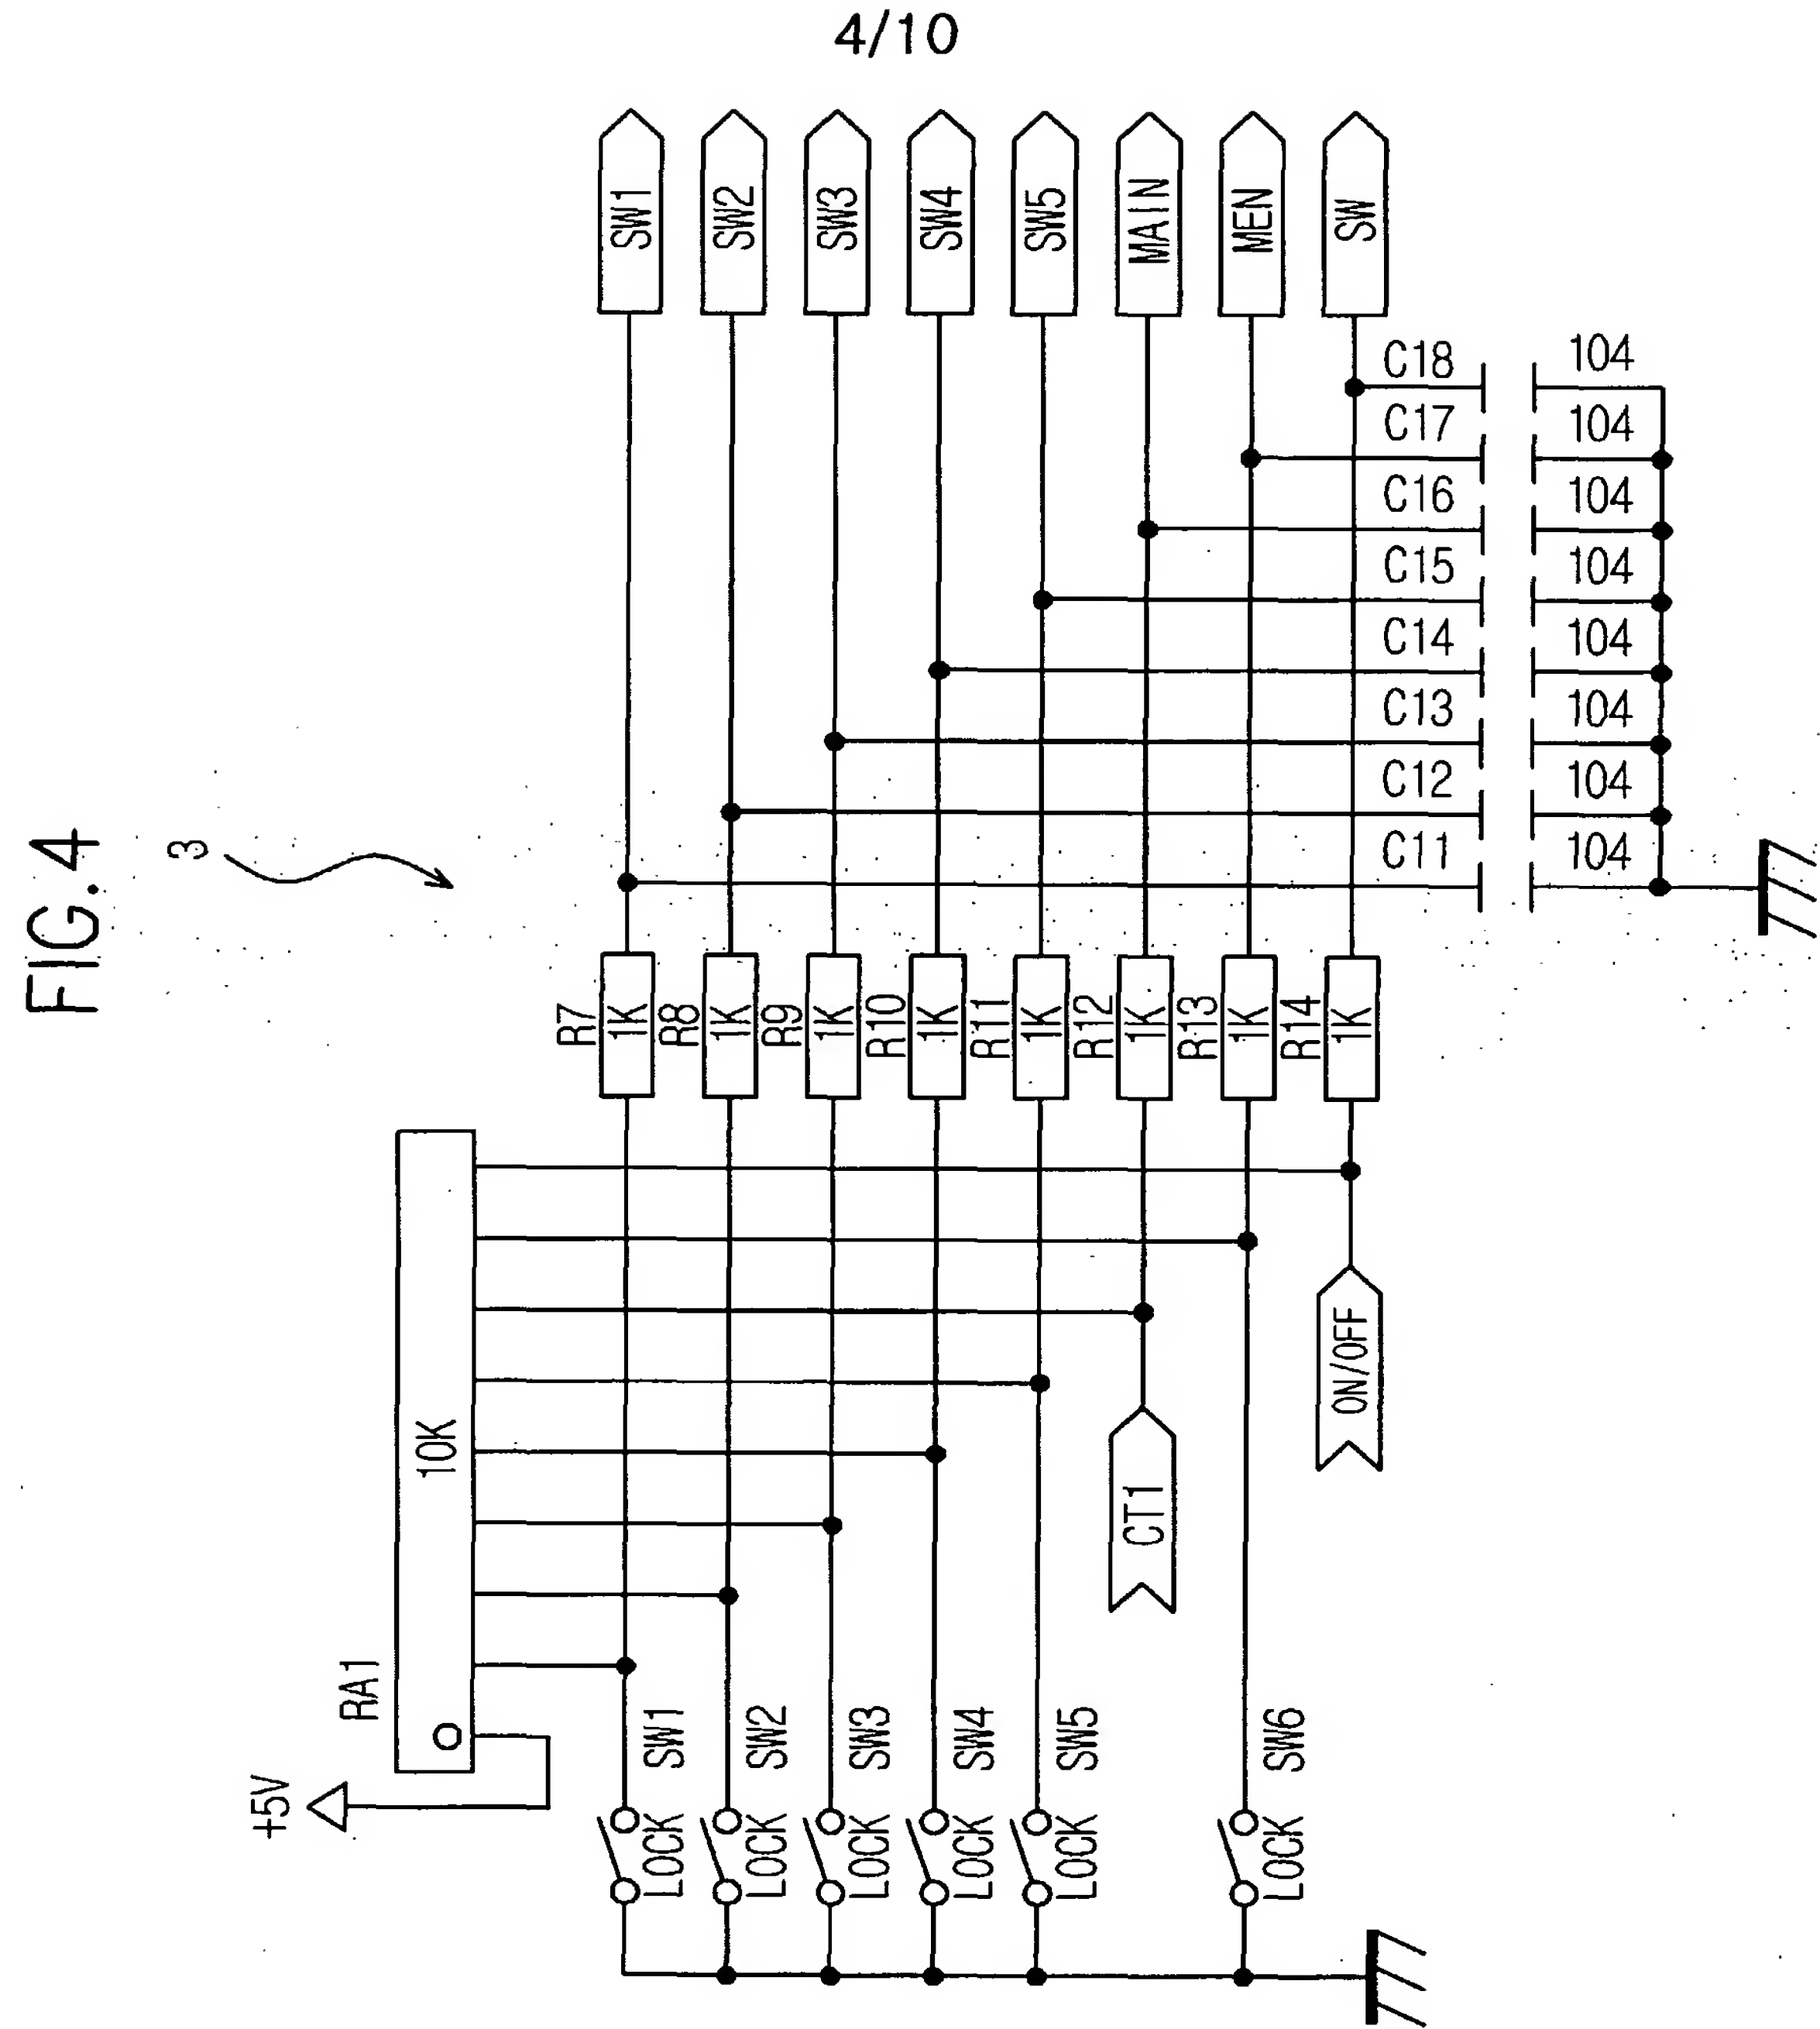 4/10
FIG.4
3
+5V
RA1
10K
SW1
LOCK
SW2
LOCK
SW3
LOCK
SW4
LOCK
SW5
LOCK
SW6
LOCK
CT1
ON/OFF
R7
1K
R8
1K
R9
1K
R10
1K
R11
1K
R12
1K
R13
1K
R14
1K
C11
104
C12
104
C13
104
C14
104
C15
104
C16
104
C17
104
C18
104
SW1
SW2
SW3
SW4
SW5
MAIN
MEN
SW